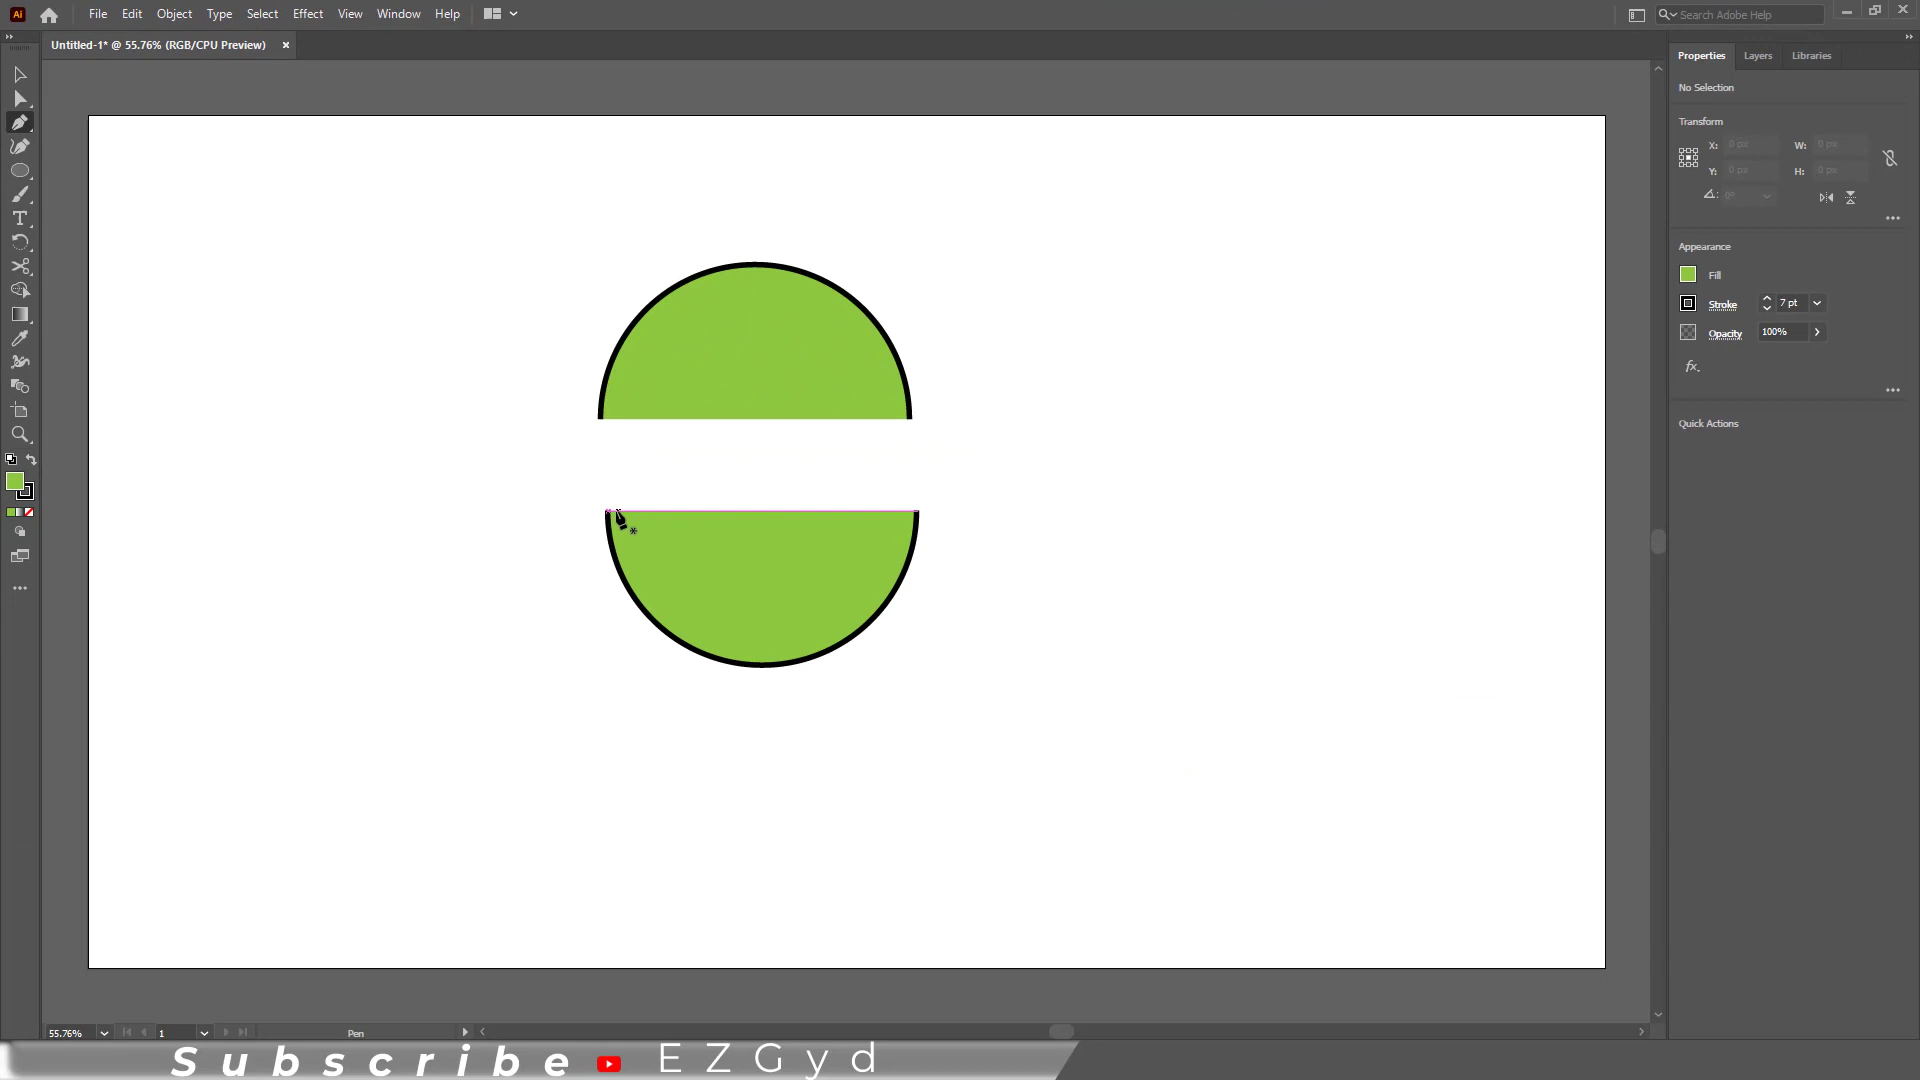 Ai File Edit Object Type Select Effect View Window Help Search Adobe Help
Untitled-1* @ 55.76% (RGB/CPU Preview) ×
Properties Layers Libraries
No Selection
Transform
X: 0 px W: 0 px
Y: 0 px H: 0 px
0°
Appearance
Fill
Stroke 7 pt
Opacity 100%
fx.
Quick Actions
55.76% 1 Pen
Subscribe EZGyd